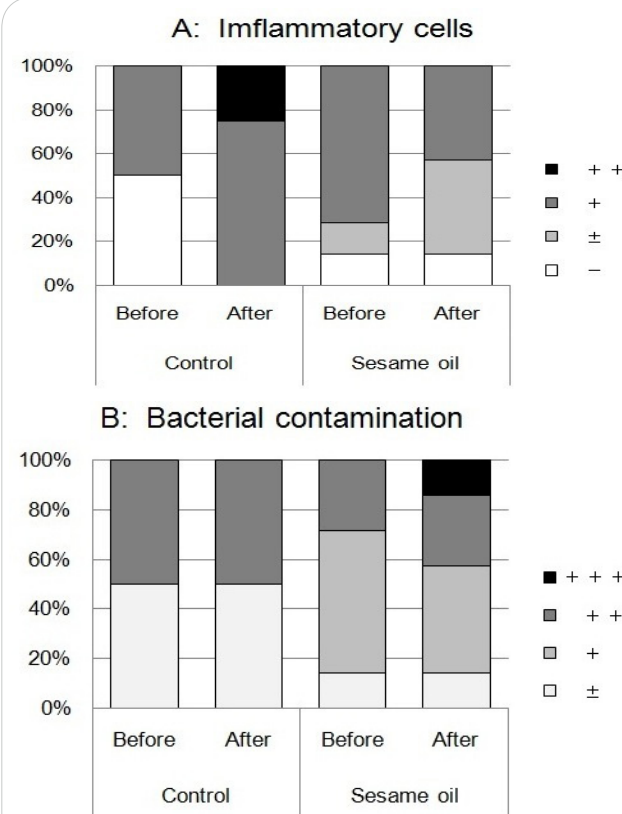 A: Imflammatory cells
100%
80%
60%
40%
20%
0%
+ +
+
±
−
Before After Before After
Control Sesame oil
B: Bacterial contamination
100%
80%
60%
40%
20%
0%
+ + +
+ +
+
±
Before After Before After
Control Sesame oil